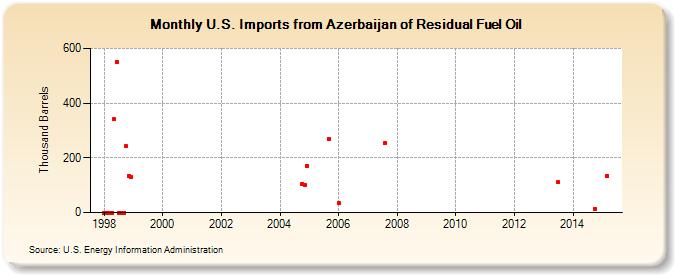 Monthly U.S. Imports from Azerbaijan of Residual Fuel Oil
Thousand Barrels
600
400
200
0
1998 2000 2002 2004 2006 2008 2010 2012 2014
Source: U.S. Energy Information Administration